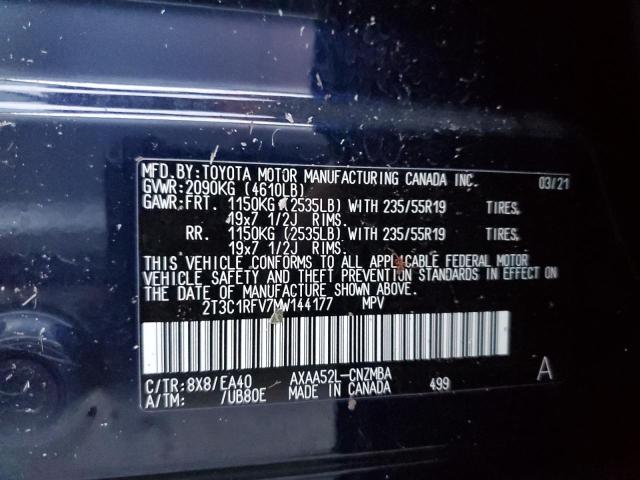 MFD.BY:TOYOTA MOTOR MANUFACTURING CANADA INC. 03/21
GVWR:2090KG (4610LB)
GAWR:FRT. 1150KG (2535LB) WITH 235/55R19 TIRES,
19x7 1/2J RIMS.
RR. 1150KG (2535LB) WITH 235/55R19 TIRES,
19x7 1/2J RIMS.
THIS VEHICLE CONFORMS TO ALL APPLICABLE FEDERAL MOTOR
VEHICLE SAFETY AND THEFT PREVENTION STANDARDS IN EFFECT ON
THE DATE OF MANUFACTURE SHOWN ABOVE.
2T3C1RFV7MW144177 MPV
C/TR:8X8/EA40 AXAA52L-CNZMBA 499 A
A/TM: /UB80E MADE IN CANADA